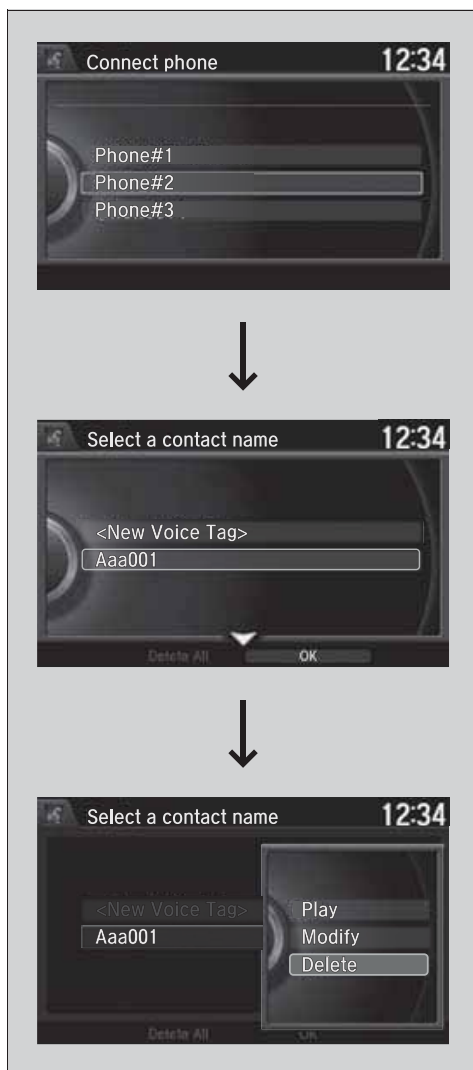 Connect phone 12:34
Phone#1
Phone#2
Phone#3
Select a contact name 12:34
<New Voice Tag>
Aaa001
Delete All OK
Select a contact name 12:34
<New Voice Tag> Play
Aaa001 Modify
Delete
Delete All OK